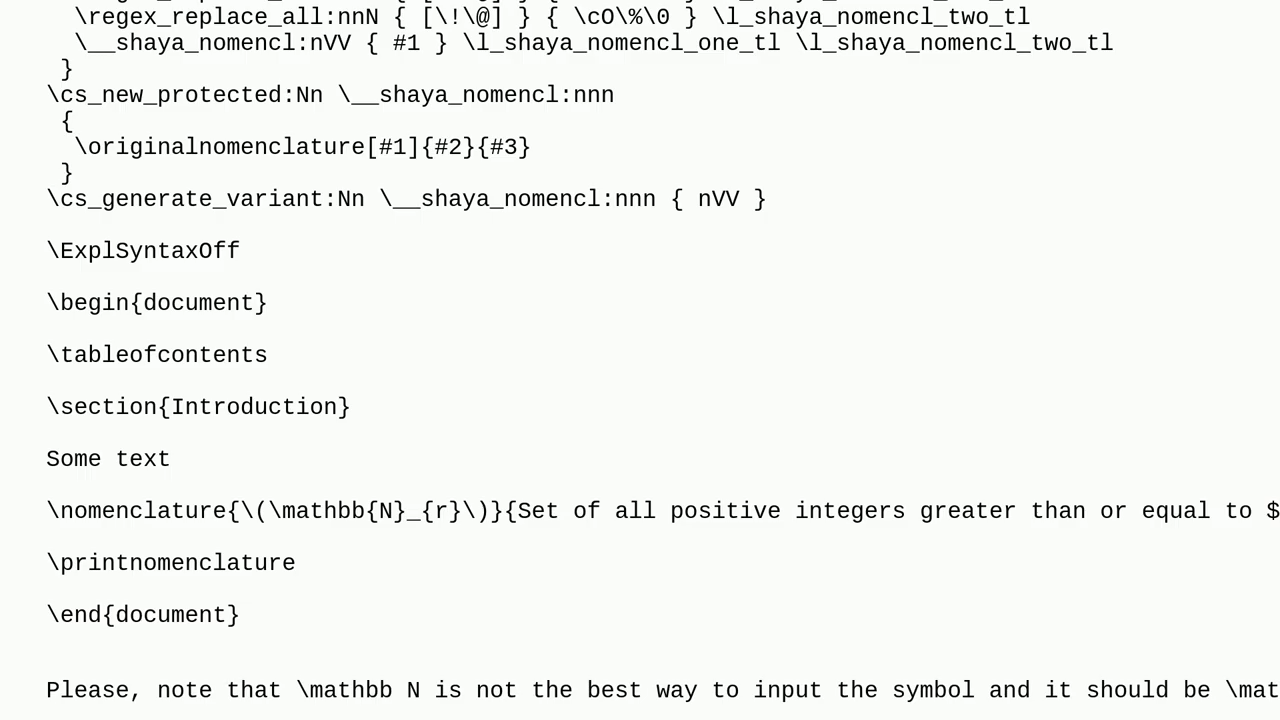 \regex_replace_all:nnN { [\!\@] } { \cO\%\0 } \l_shaya_nomencl_two_tl
\__shaya_nomencl:nVV { #1 } \l_shaya_nomencl_one_tl \l_shaya_nomencl_two_tl
}
\cs_new_protected:Nn \__shaya_nomencl:nnn
{
\originalnomenclature[#1]{#2}{#3}
}
\cs_generate_variant:Nn \__shaya_nomencl:nnn { nVV }
\ExplSyntaxOff
\begin{document}
\tableofcontents
\section{Introduction}
Some text
\nomenclature{\(\mathbb{N}_{r}\)}{Set of all positive integers greater than or equal to $
\printnomenclature
\end{document}
Please, note that \mathbb N is not the best way to input the symbol and it should be \mat